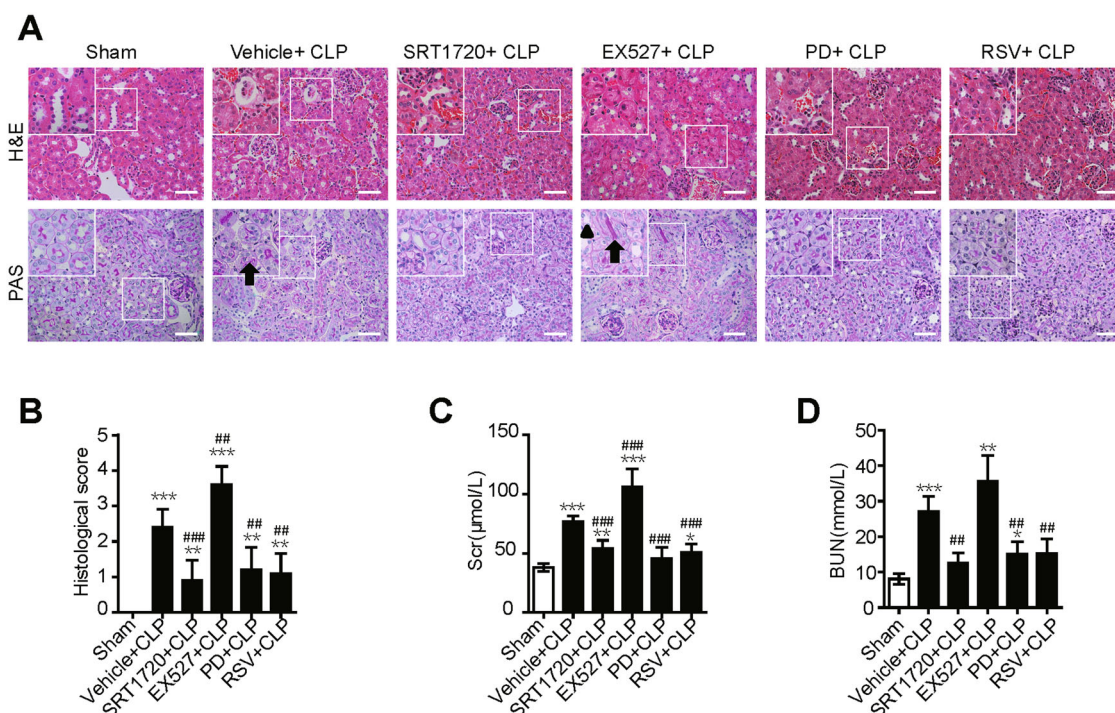 A
Sham Vehicle+ CLP SRT1720+ CLP EX527+ CLP PD+ CLP RSV+ CLP
H&E
PAS
B
Histological score
5
4
3
2
1
0
***
###
**
##
***
##
**
##
**
Sham
Vehicle+CLP
SRT1720+CLP
EX527+CLP
PD+CLP
RSV+CLP
C
Scr(μmol/L)
150
100
50
0
***
###
**
###
***
###
###
*
Sham
Vehicle+CLP
SRT1720+CLP
EX527+CLP
PD+CLP
RSV+CLP
D
BUN(mmol/L)
50
40
30
20
10
0
***
##
**
##
*
##
Sham
Vehicle+CLP
SRT1720+CLP
EX527+CLP
PD+CLP
RSV+CLP